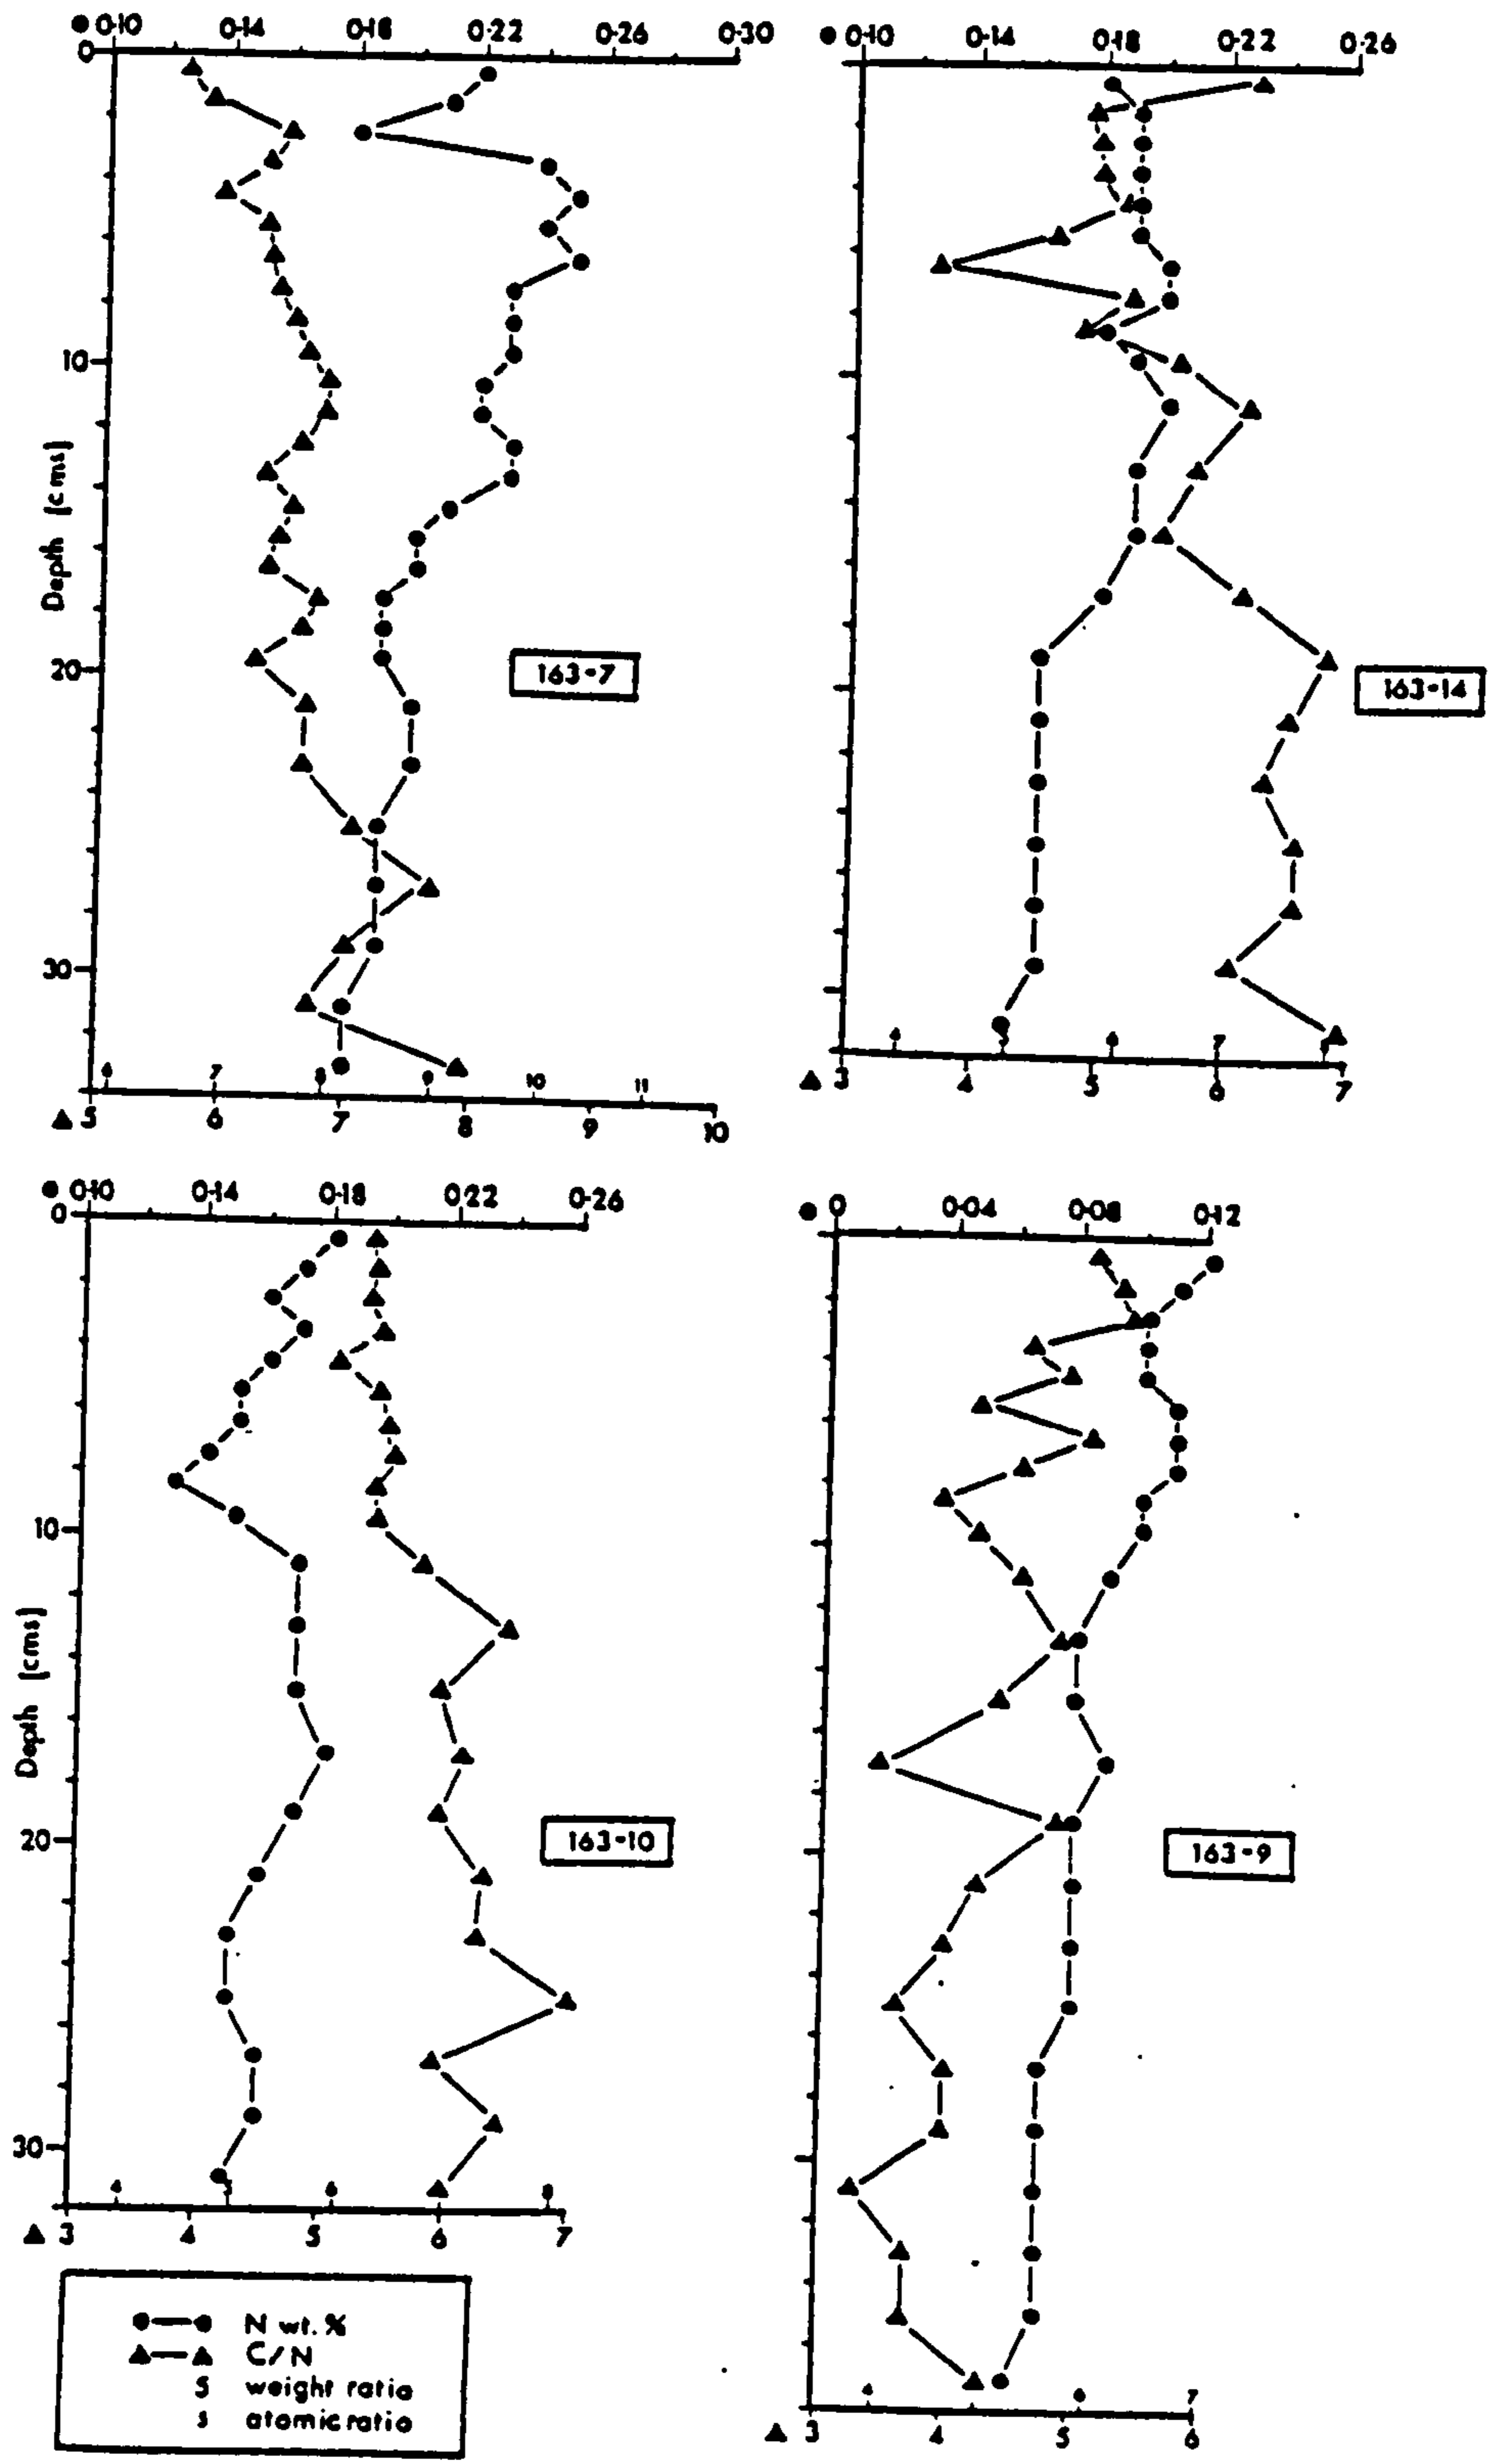 ● 0·10 0·14 0·18 0·22 0·26 0·30
0
10
20
30
Depth [cms]
163-7
6 7 8 9 10 11
▲ 5 6 7 8 9 10
● 0·10 0·14 0·18 0·22 0·26
163-14
4 5 6 7
▲ 3 4 5 6 7
● 0·10 0·14 0·18 0·22 0·26
0
10
20
30
Depth [cms]
163-10
4 5 6 8
▲ 3 4 5 6 7
● 0 0·04 0·08 0·12
163-9
4 6 7
▲ 3 4 5 6
●—● N wt.%
▲—▲ C/N
5 weight ratio
5 atomic ratio